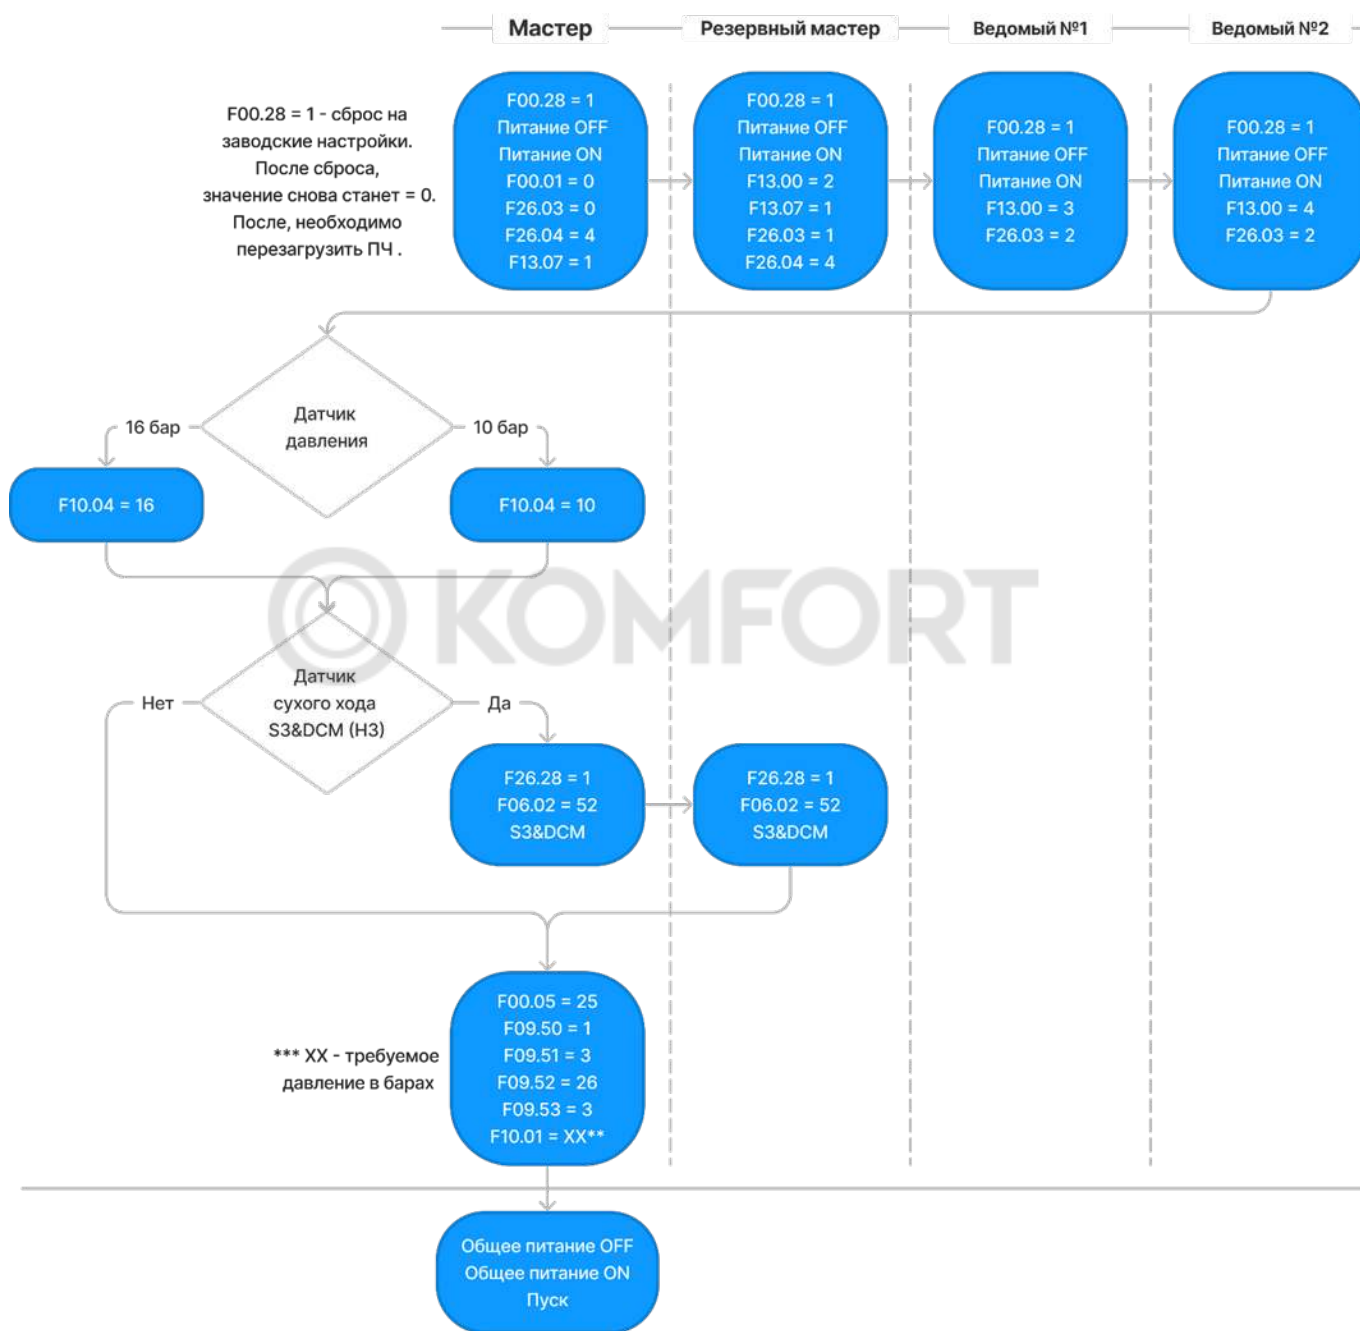 Мастер
Резервный мастер
Ведомый №1
Ведомый №2
F00.28 = 1 - сброс на
заводские настройки.
После сброса,
значение снова станет = 0.
После, необходимо
перезагрузить ПЧ .
F00.28 = 1
Питание OFF
Питание ON
F00.01 = 0
F26.03 = 0
F26.04 = 4
F13.07 = 1
F00.28 = 1
Питание OFF
Питание ON
F13.00 = 2
F13.07 = 1
F26.03 = 1
F26.04 = 4
F00.28 = 1
Питание OFF
Питание ON
F13.00 = 3
F26.03 = 2
F00.28 = 1
Питание OFF
Питание ON
F13.00 = 4
F26.03 = 2
Датчик
давления
16 бар
10 бар
F10.04 = 16
F10.04 = 10
KOMFORT
Датчик
сухого хода
S3&DCM (НЗ)
Нет
Да
F26.28 = 1
F06.02 = 52
S3&DCM
F26.28 = 1
F06.02 = 52
S3&DCM
*** XX - требуемое
давление в барах
F00.05 = 25
F09.50 = 1
F09.51 = 3
F09.52 = 26
F09.53 = 3
F10.01 = XX**
Общее питание OFF
Общее питание ON
Пуск